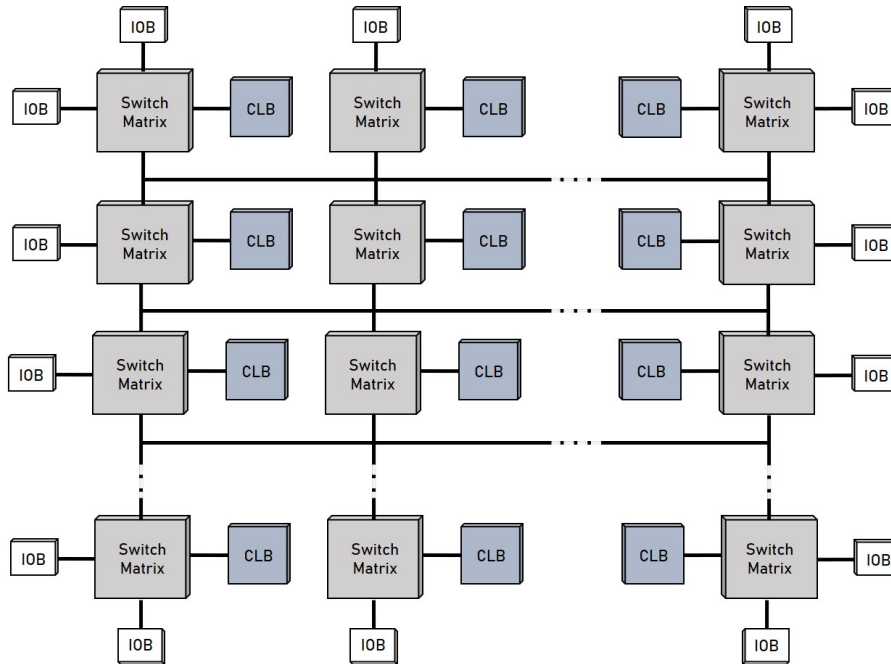 IOB
IOB
IOB
IOB
Switch
Matrix
CLB
Switch
Matrix
CLB
CLB
Switch
Matrix
IOB
IOB
Switch
Matrix
CLB
Switch
Matrix
CLB
CLB
Switch
Matrix
IOB
IOB
Switch
Matrix
CLB
Switch
Matrix
CLB
CLB
Switch
Matrix
IOB
IOB
Switch
Matrix
CLB
Switch
Matrix
CLB
CLB
Switch
Matrix
IOB
IOB
IOB
IOB